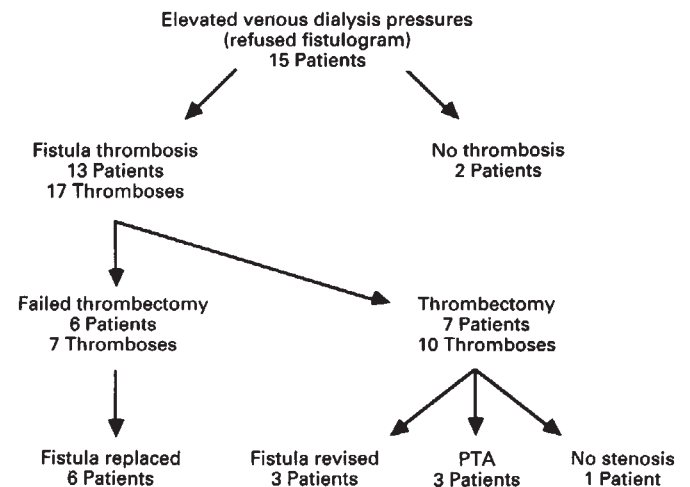 Elevated venous dialysis pressures
(refused fistulogram)
15 Patients
Fistula thrombosis
13 Patients
17 Thromboses
No thrombosis
2 Patients
Failed thrombectomy
6 Patients
7 Thromboses
Thrombectomy
7 Patients
10 Thromboses
Fistula replaced
6 Patients
Fistula revised
3 Patients
PTA
3 Patients
No stenosis
1 Patient